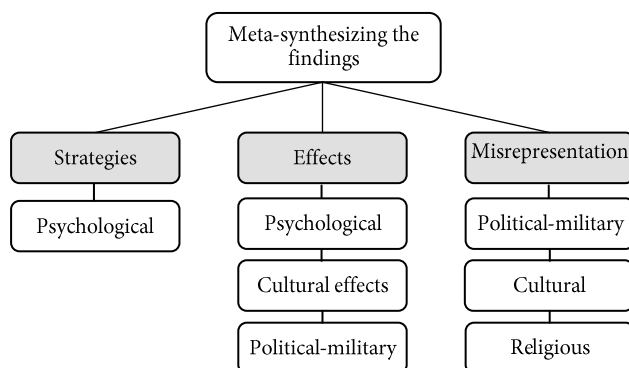 Meta-synthesizing the
findings
Strategies
Effects
Misrepresentation
Psychological
Psychological
Political-military
Cultural effects
Cultural
Political-military
Religious